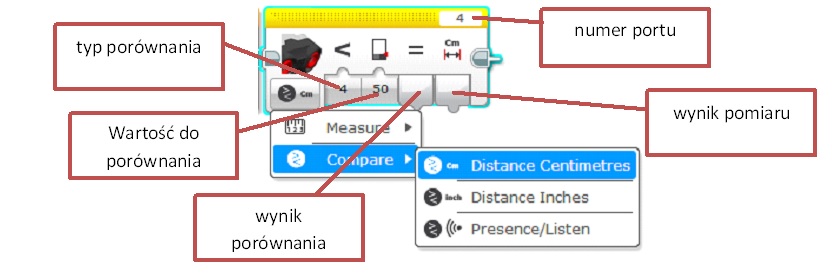 4
numer portu
typ porównania
< = Cm
Cm 4 50
wynik pomiaru
Wartość do
porównania
123 Measure
Compare
Cm Distance Centimetres
Inch Distance Inches
Presence/Listen
wynik
porównania